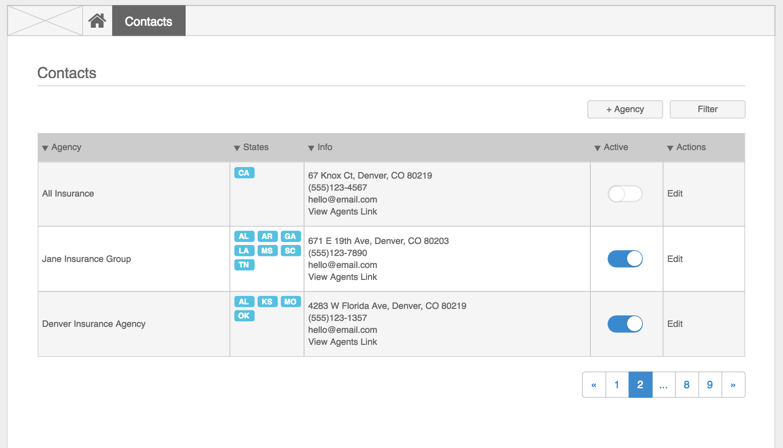 Contacts
Contacts
+ Agency
Filter
▼ Agency
▼ States
▼ Info
▼ Active
▼ Actions
All Insurance
CA
67 Knox Ct, Denver, CO 80219
(555)123-4567
hello@email.com
View Agents Link
Edit
Jane Insurance Group
AL AR GA
LA MS SC
TN
671 E 19th Ave, Denver, CO 80203
(555)123-7890
hello@email.com
View Agents Link
Edit
Denver Insurance Agency
AL KS MO
OK
4283 W Florida Ave, Denver, CO 80219
(555)123-1357
hello@email.com
View Agents Link
Edit
« 1 2 ... 8 9 »